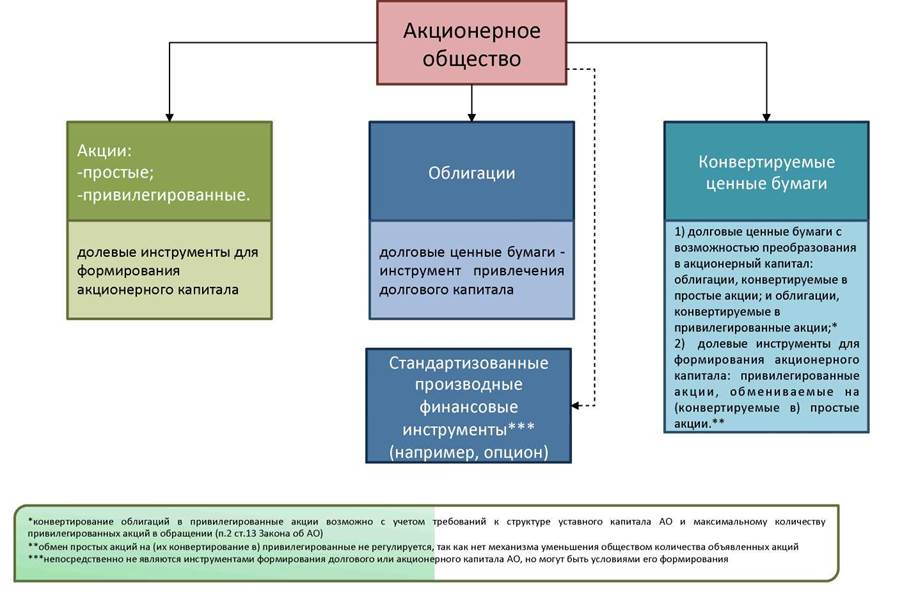 Акционерное
общество
Акции:
-простые;
-привилегированные.
долевые инструменты для
формирования
акционерного капитала
Облигации
долговые ценные бумаги -
инструмент привлечения
долгового капитала
Стандартизованные
производные
финансовые
инструменты***
(например, опцион)
Конвертируемые
ценные бумаги
1) долговые ценные бумаги с
возможностью преобразования
в акционерный капитал:
облигации, конвертируемые в
простые акции; и облигации,
конвертируемые в
привилегированные акции;*
2) долевые инструменты для
формирования акционерного
капитала: привилегированные
акции, обмениваемые на
(конвертируемые в) простые
акции.**
*конвертирование облигаций в привилегированные акции возможно с учетом требований к структуре уставного капитала АО и максимальному количеству
привилегированных акций в обращении (п.2 ст.13 Закона об АО)
**обмен простых акций на (их конвертирование в) привилегированные не регулируется, так как нет механизма уменьшения обществом количества объявленных акций
***непосредственно не являются инструментами формирования долгового или акционерного капитала АО, но могут быть условиями его формирования